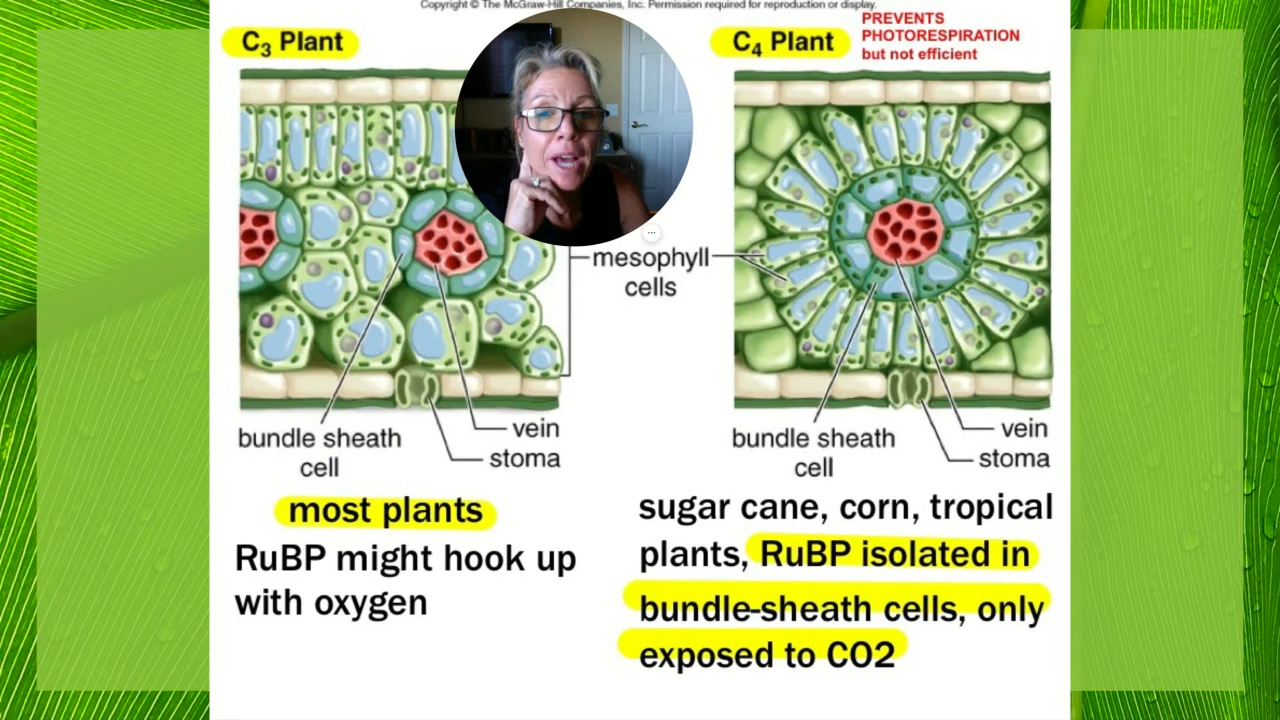 Copyright © The McGraw-Hill Companies, Inc. Permission required for reproduction or display.
C3 Plant
C4 Plant
PREVENTS
PHOTORESPIRATION
but not efficient
mesophyll
cells
bundle sheath
cell
vein
stoma
bundle sheath
cell
vein
stoma
most plants
RuBP might hook up
with oxygen
sugar cane, corn, tropical
plants, RuBP isolated in
bundle-sheath cells, only
exposed to CO2